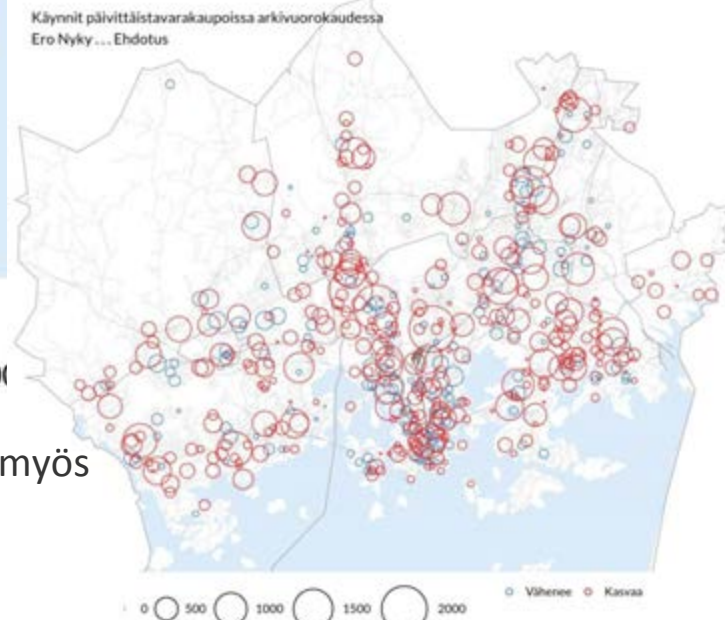 Käynnit päivittäistavarakaupoissa arkivuorokaudessa
Ero Nyky ... Ehdotus
myös
0 500 1000 1500 2000
Vähenee Kasvaa